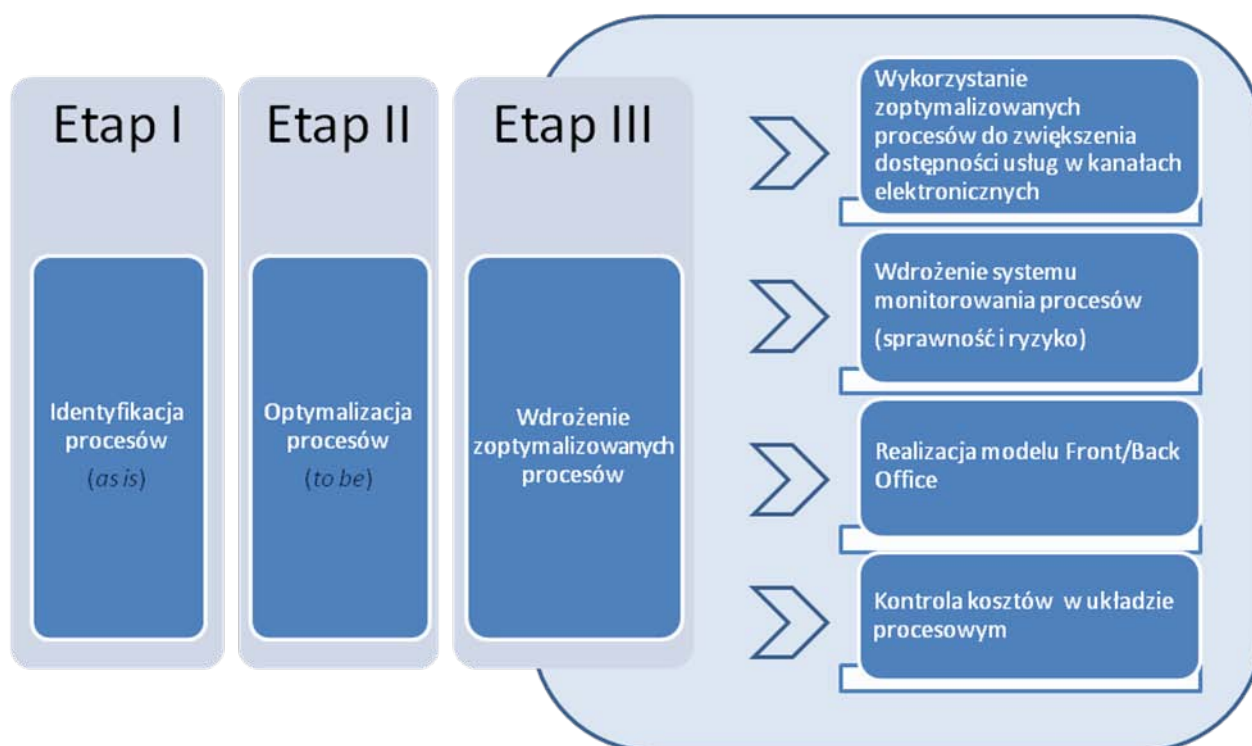 Etap I
Identyfikacja
procesów
(as is)
Etap II
Optymalizacja
procesów
(to be)
Etap III
Wdrożenie
zoptymalizowanych
procesów
Wykorzystanie
zoptymalizowanych
procesów do zwiększenia
dostępności usług w kanałach
elektronicznych
Wdrożenie systemu
monitorowania procesów
(sprawność i ryzyko)
Realizacja modelu Front/Back
Office
Kontrola kosztów w układzie
procesowym